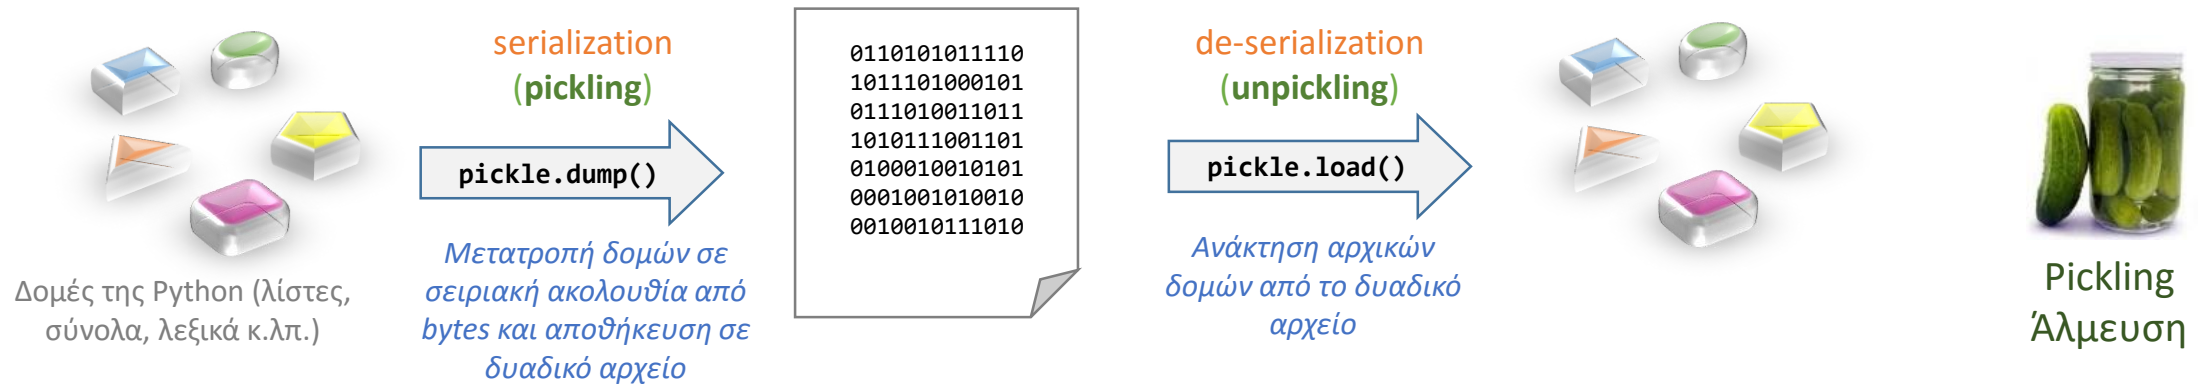 Δομές της Python (λίστες,
σύνολα, λεξικά κ.λπ.)
serialization
(pickling)
pickle.dump()
Μετατροπή δομών σε
σειριακή ακολουθία από
bytes και αποθήκευση σε
δυαδικό αρχείο
0110101011110
1011101000101
0111010011011
1010111001101
0100010010101
0001001010010
0010010111010
de-serialization
(unpickling)
pickle.load()
Ανάκτηση αρχικών
δομών από το δυαδικό
αρχείο
Pickling
Άλμευση